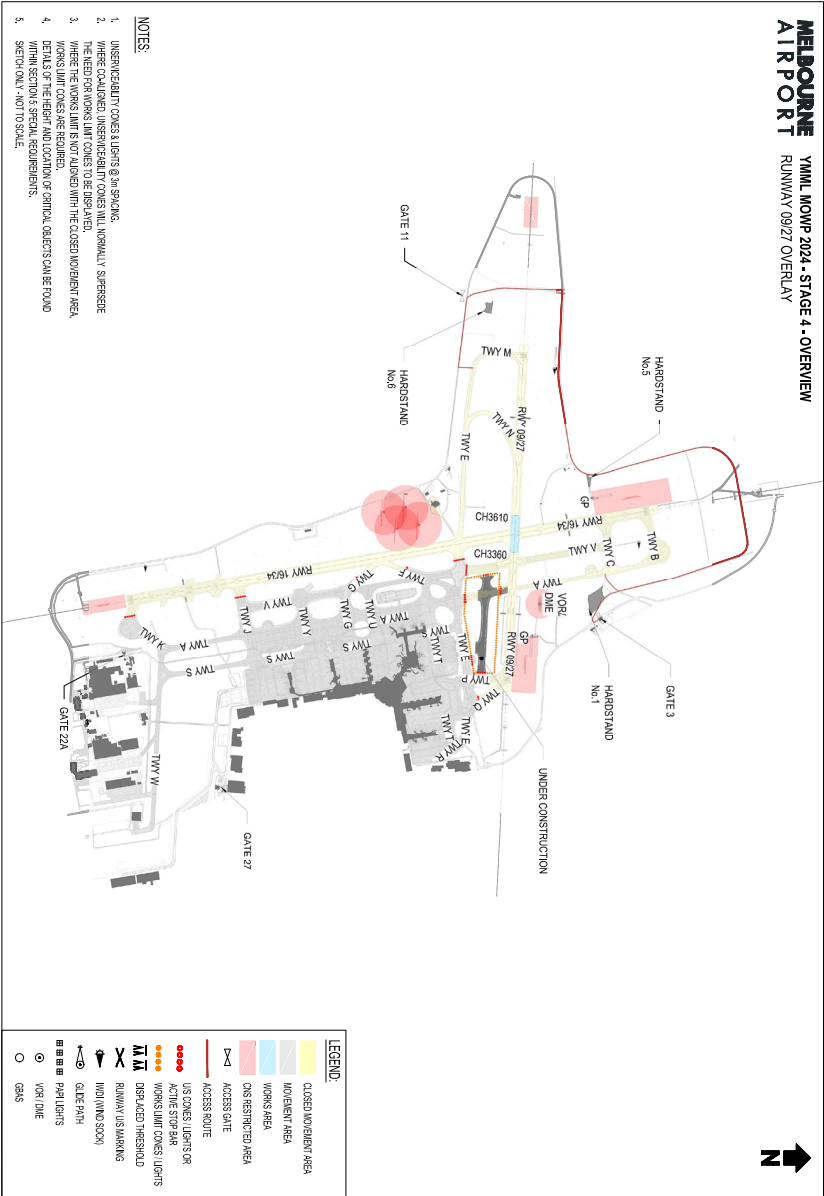 MELBOURNE
AIRPORT
YMML MOWP 2024 - STAGE 4 - OVERVIEW
RUNWAY 09/27 OVERLAY
GATE 11
HARDSTAND
No.6
HARDSTAND
No.5
TWY M
RWY 09/27
TWY N
TWY E
GP
CH3610
CH3360
RWY 16/34
TWY V
TWY C
TWY B
TWY A
VOR/
DME
GP
RWY 09/27
HARDSTAND
No.1
GATE 3
UNDER CONSTRUCTION
RWY 16/34
TWY F
TWY G
TWY V
TWY J
TWY Y
TWY G
TWY U
TWY A
TWY S
TWY T
TWY E
TWY P
TWY Q
TWY E
TWY T
TWY R
TWY K
TWY A
TWY S
TWY S
TWY S
TWY W
GATE 22A
GATE 27
NOTES:
1. UNSERVICEABILITY CONES & LIGHTS @ 3m SPACING.
2. WHERE CO-ALIGNED, UNSERVICEABILITY CONES WILL NORMALLY SUPERSEDE
THE NEED FOR WORKS LIMIT CONES TO BE DISPLAYED.
3. WHERE THE WORKS LIMIT IS NOT ALIGNED WITH THE CLOSED MOVEMENT AREA,
WORKS LIMIT CONES ARE REQUIRED.
4. DETAILS OF THE HEIGHT AND LOCATION OF CRITICAL OBJECTS CAN BE FOUND
WITHIN SECTION 5: SPECIAL REQUIREMENTS.
5. SKETCH ONLY - NOT TO SCALE.
LEGEND:
CLOSED MOVEMENT AREA
MOVEMENT AREA
WORKS AREA
CNS RESTRICTED AREA
ACCESS GATE
ACCESS ROUTE
U/S CONES / LIGHTS OR
ACTIVE STOP BAR
WORKS LIMIT CONES / LIGHTS
DISPLACED THRESHOLD
RUNWAY U/S MARKING
IWDI (WIND SOCK)
GLIDE PATH
PAPI LIGHTS
VOR / DME
GBAS
N